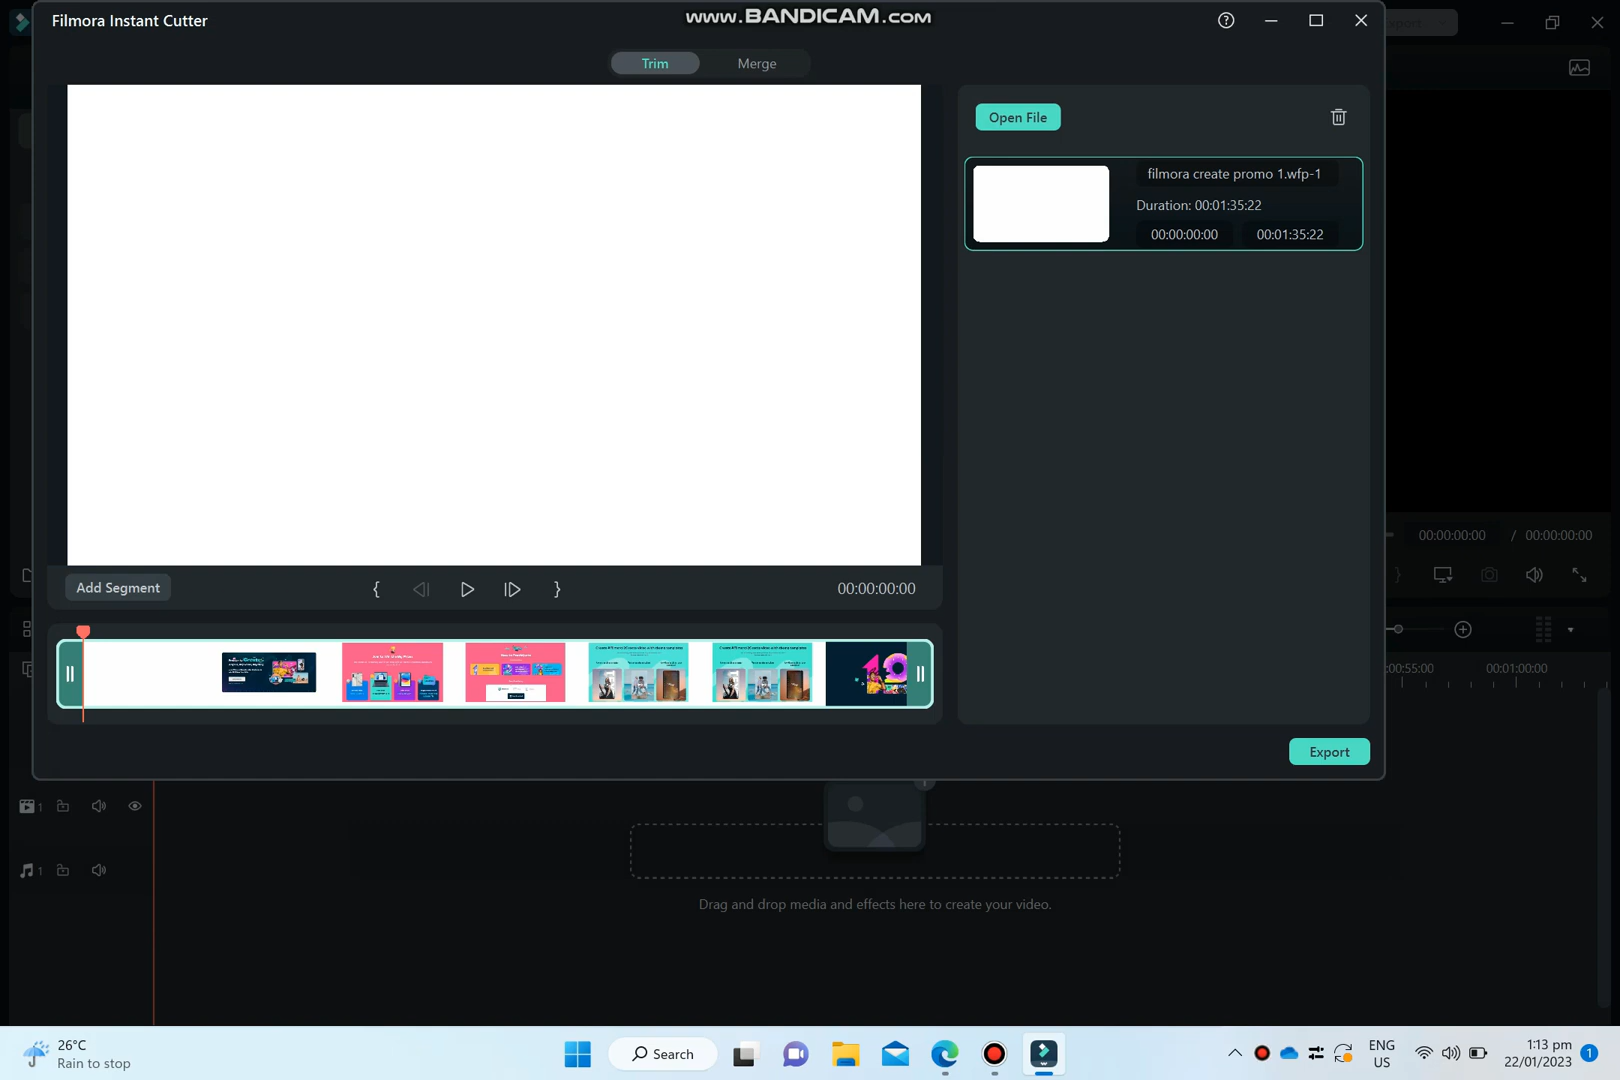 Filmora Instant Cutter
www.BANDICAM.com
Trim
Merge
Open File
filmora create promo 1.wfp-1
Duration: 00:01:35:22
00:00:00:00
00:01:35:22
Add Segment
00:00:00:00
00:00:00:00 / 00:00:00:00
:00:55:00
00:01:00:00
Export
1
1
Drag and drop media and effects here to create your video.
26°C
Rain to stop
Search
ENG
US
1:13 pm
22/01/2023
1